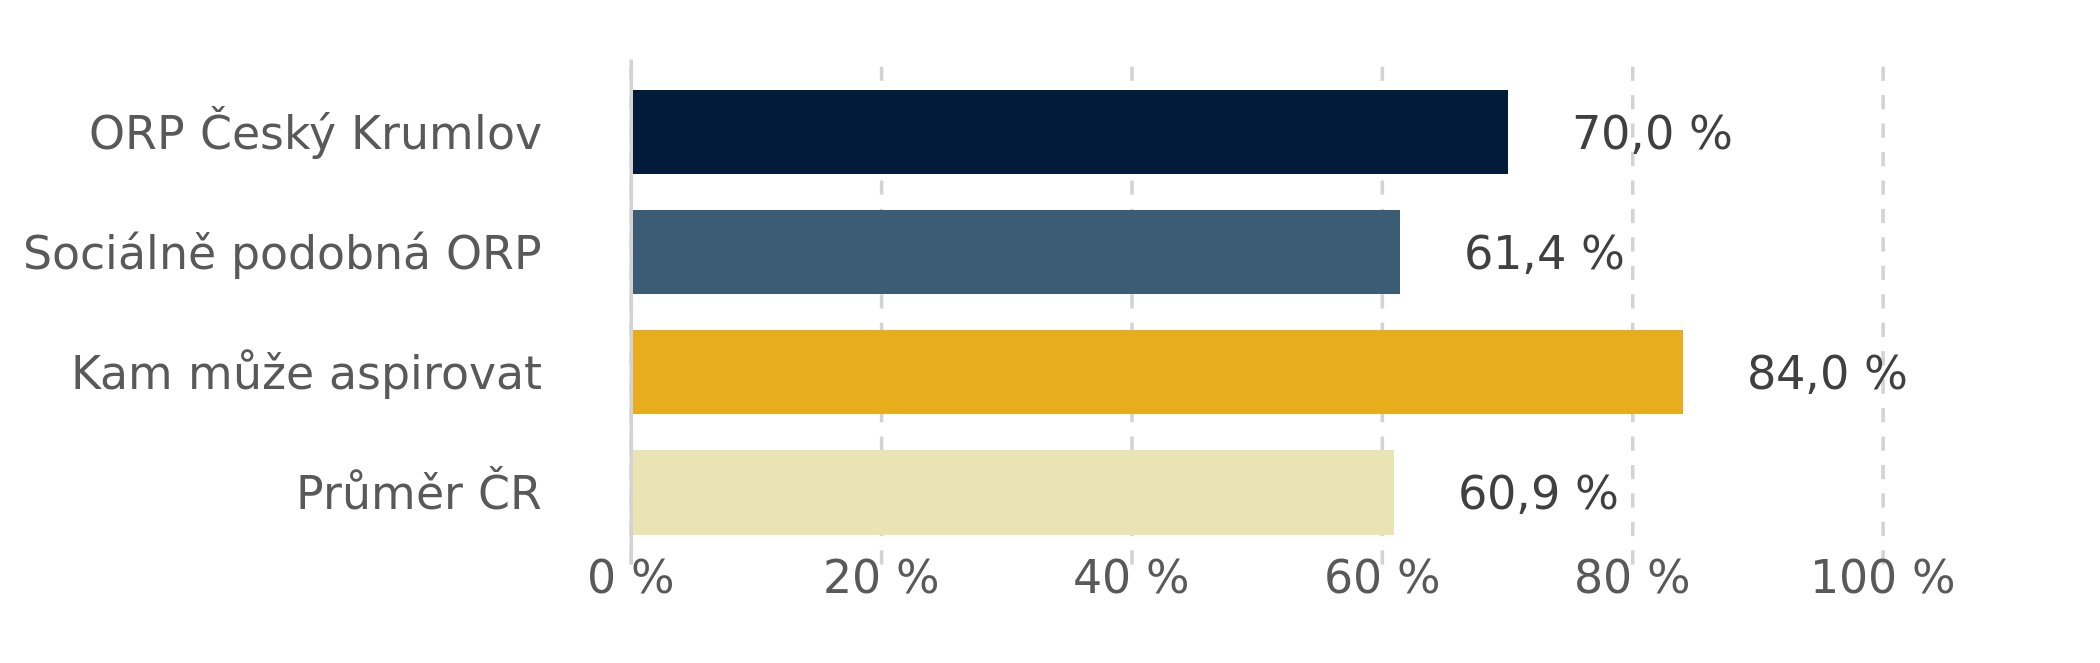 ORP Český Krumlov 70,0 %
Sociálně podobná ORP 61,4 %
Kam může aspirovat 84,0 %
Průměr ČR 60,9 %
0 % 20 % 40 % 60 % 80 % 100 %